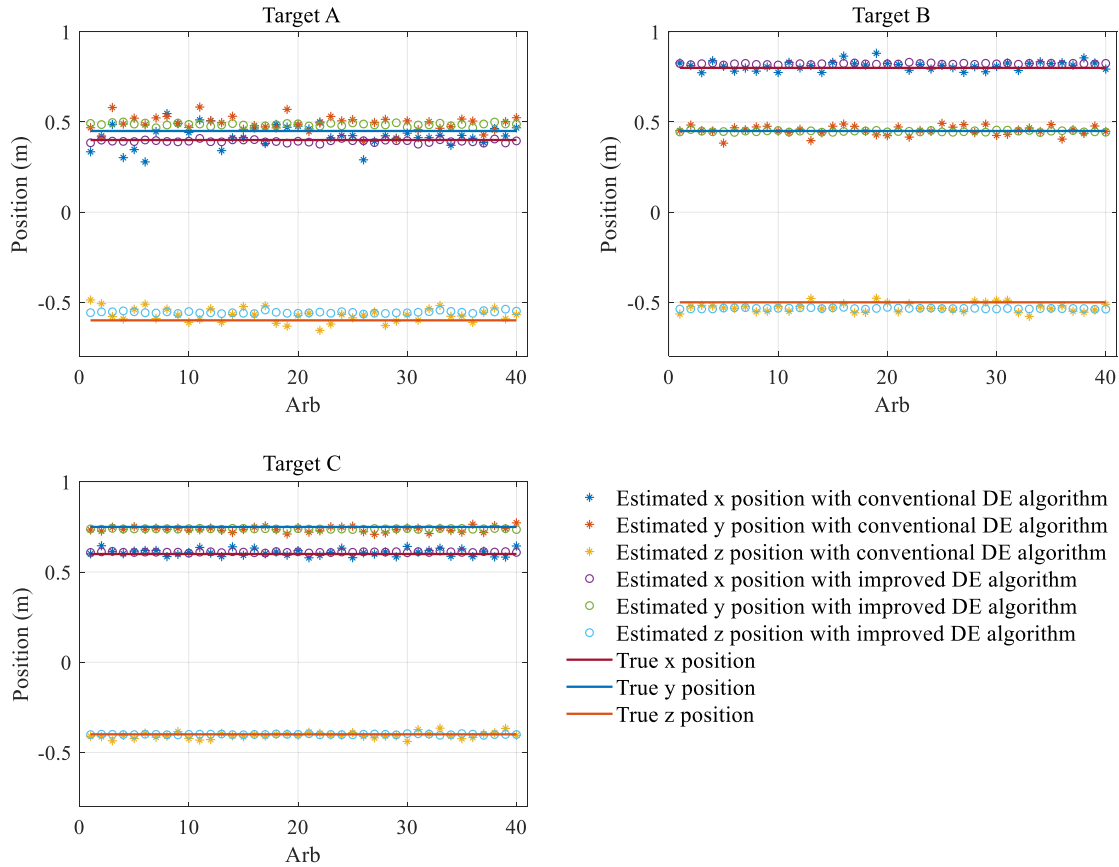 Target A
1
0.5
0
-0.5
Position (m)
0
10
20
30
40
Arb
Target B
1
0.5
0
-0.5
Position (m)
0
10
20
30
40
Arb
Target C
1
0.5
0
-0.5
Position (m)
0
10
20
30
40
Arb
Estimated x position with conventional DE algorithm
Estimated y position with conventional DE algorithm
Estimated z position with conventional DE algorithm
Estimated x position with improved DE algorithm
Estimated y position with improved DE algorithm
Estimated z position with improved DE algorithm
True x position
True y position
True z position